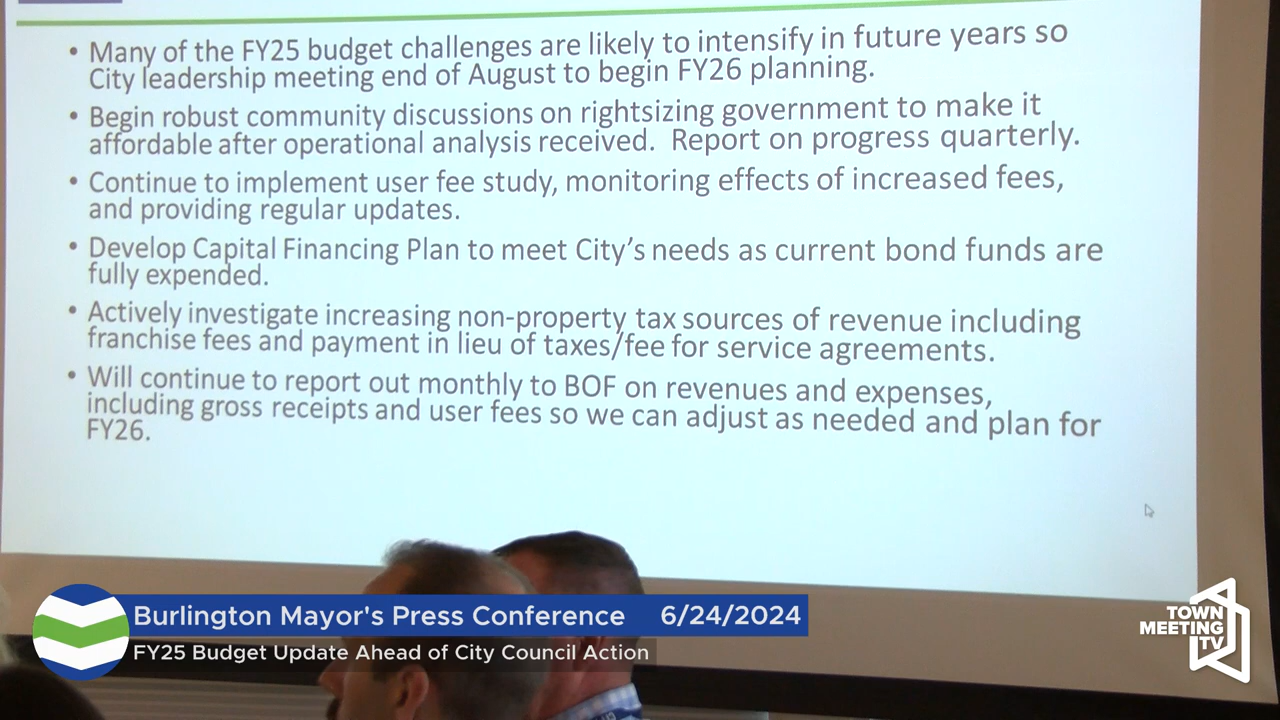 • Many of the FY25 budget challenges are likely to intensify in future years so
City leadership meeting end of August to begin FY26 planning.
• Begin robust community discussions on rightsizing government to make it
affordable after operational analysis received. Report on progress quarterly.
• Continue to implement user fee study, monitoring effects of increased fees,
and providing regular updates.
• Develop Capital Financing Plan to meet City's needs as current bond funds are
fully expended.
• Actively investigate increasing non-property tax sources of revenue including
franchise fees and payment in lieu of taxes/fee for service agreements.
• Will continue to report out monthly to BOF on revenues and expenses,
including gross receipts and user fees so we can adjust as needed and plan for
FY26.
Burlington Mayor's Press Conference 6/24/2024
FY25 Budget Update Ahead of City Council Action
TOWN
MEETING
TV